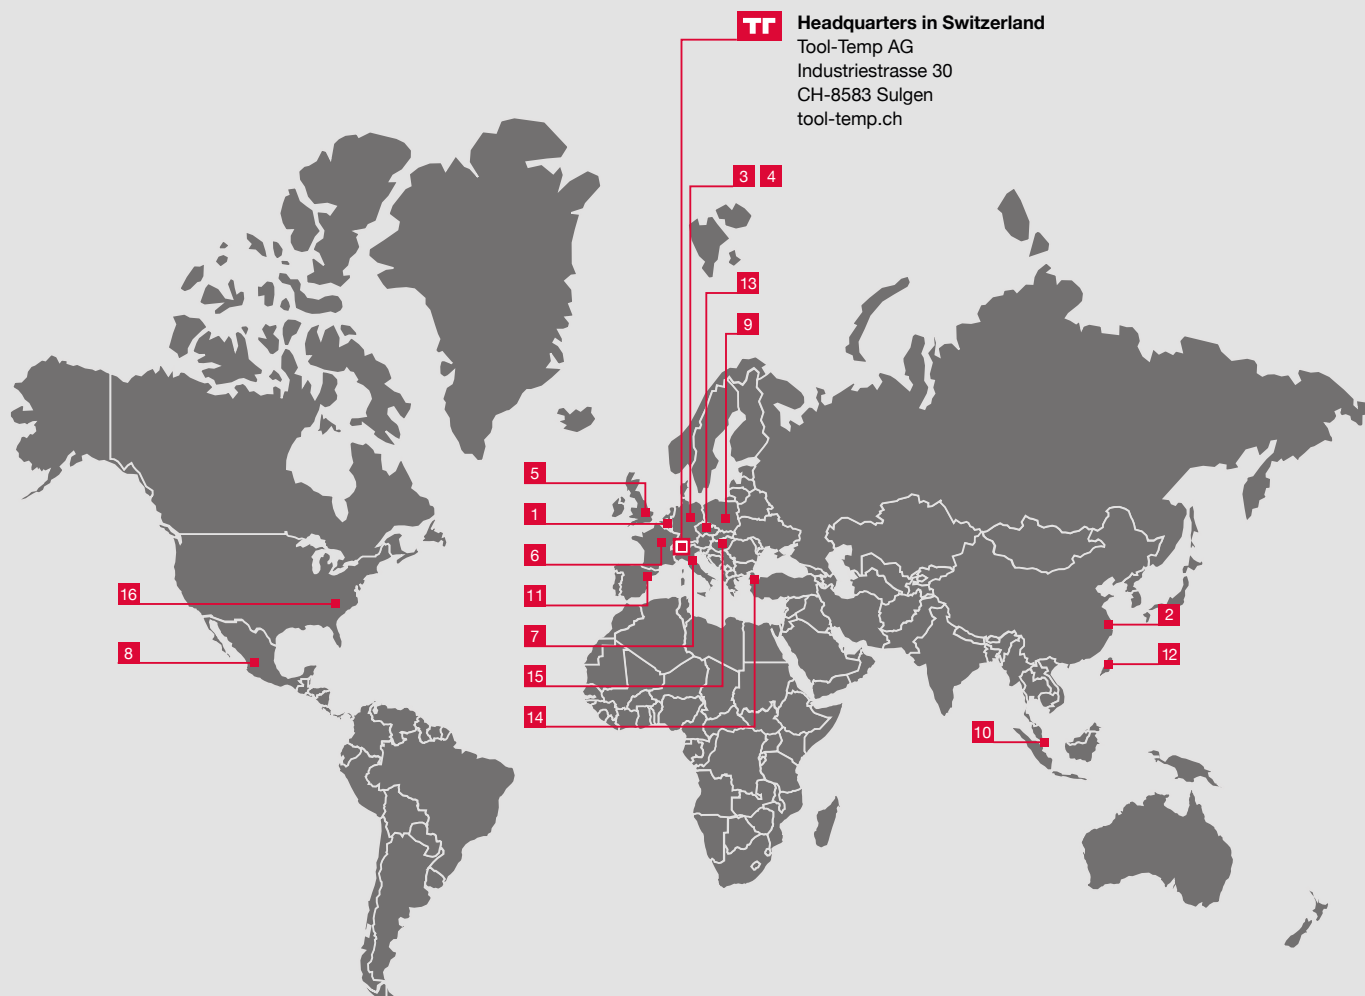 TT
Headquarters in Switzerland
Tool-Temp AG
Industriestrasse 30
CH-8583 Sulgen
tool-temp.ch
3 4
13
9
5
1
6
16
11
2
7
8
12
15
14
10